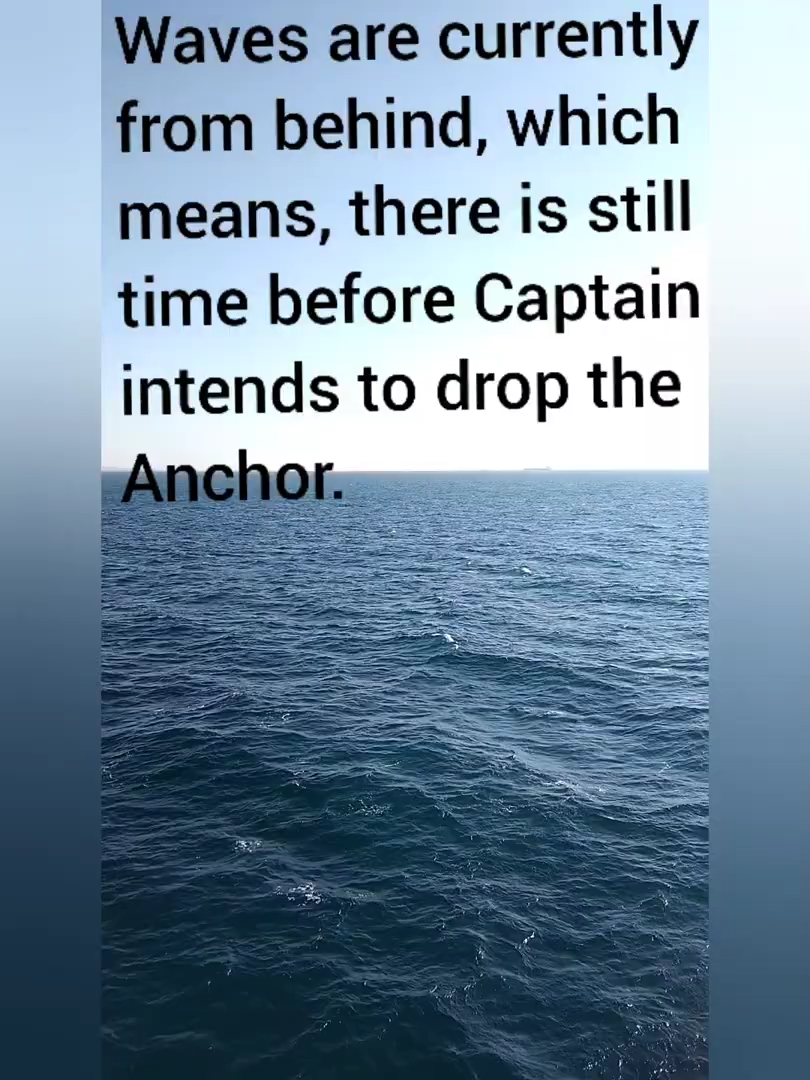 Waves are currently
from behind, which
means, there is still
time before Captain
intends to drop the
Anchor.